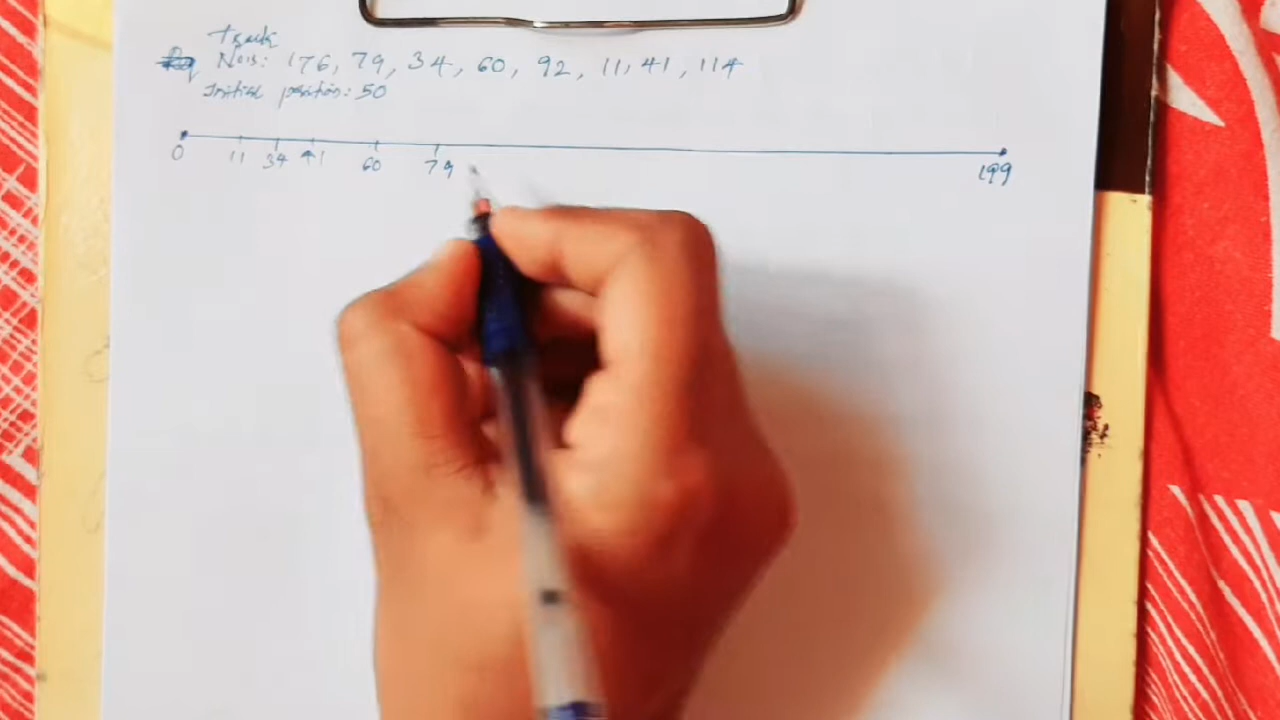 Track
Nos: 176, 79, 34, 60, 92, 11, 41, 114
Initial position: 50
0 11 34 41 60 79 199